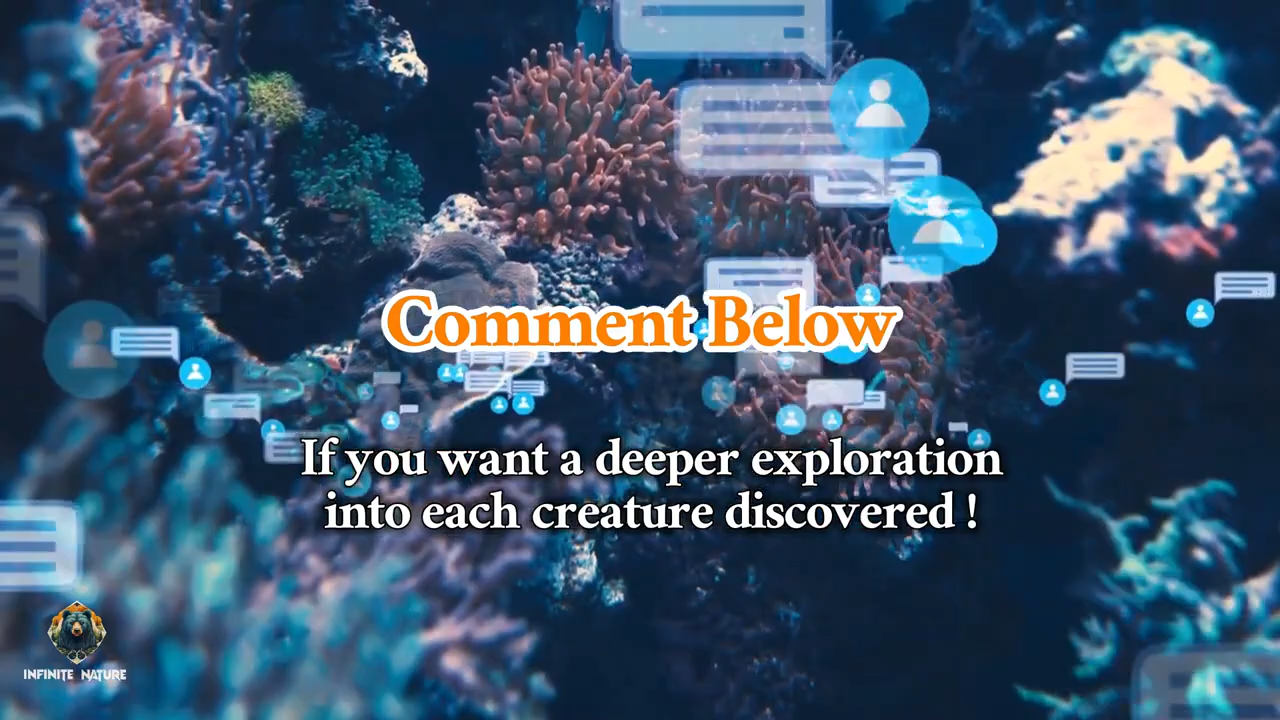 Comment Below
If you want a deeper exploration
into each creature discovered !
INFINITE NATURE